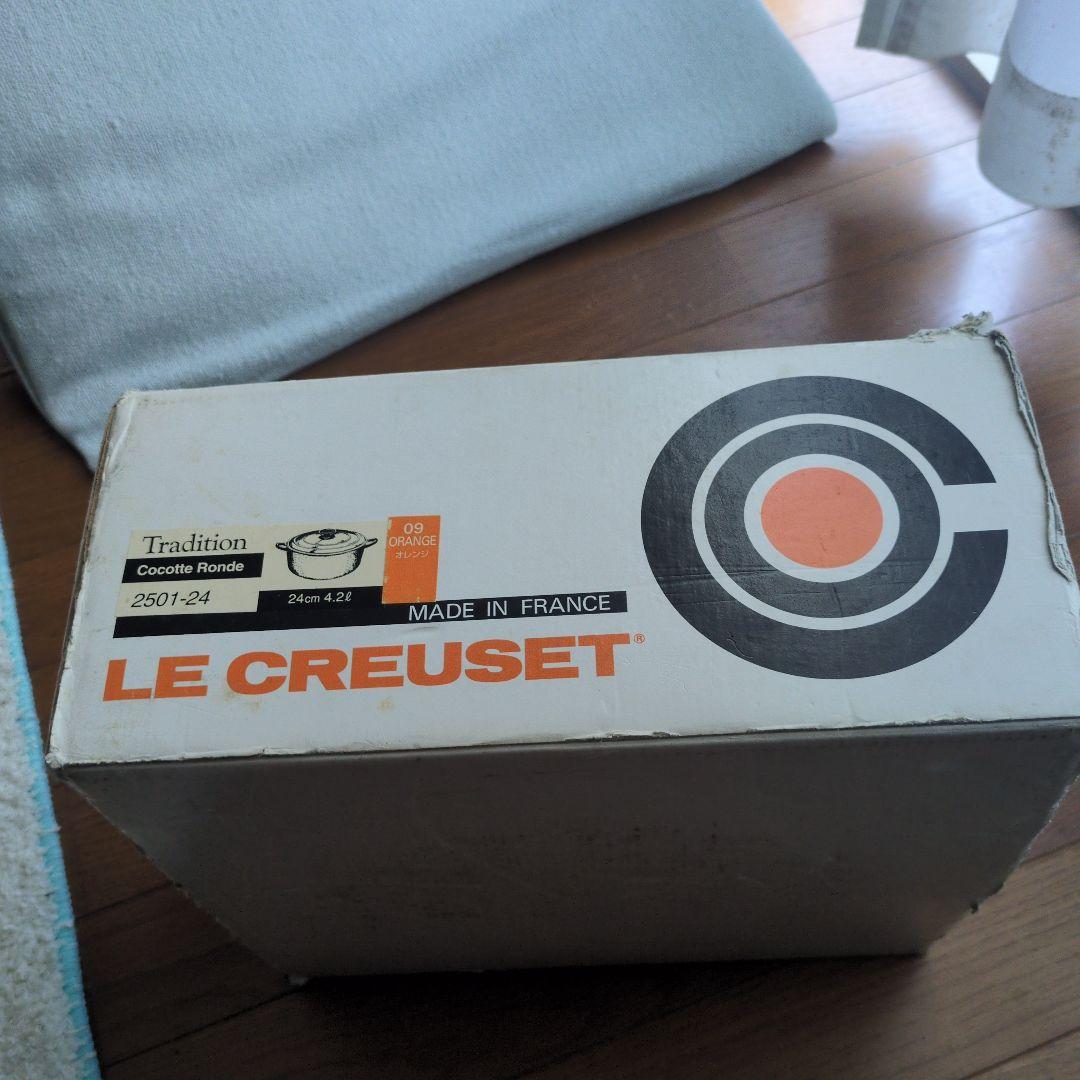 Tradition
Cocotte Ronde
2501-24
24cm 4.2ℓ
09
ORANGE
オレンジ
MADE IN FRANCE
LE CREUSET®